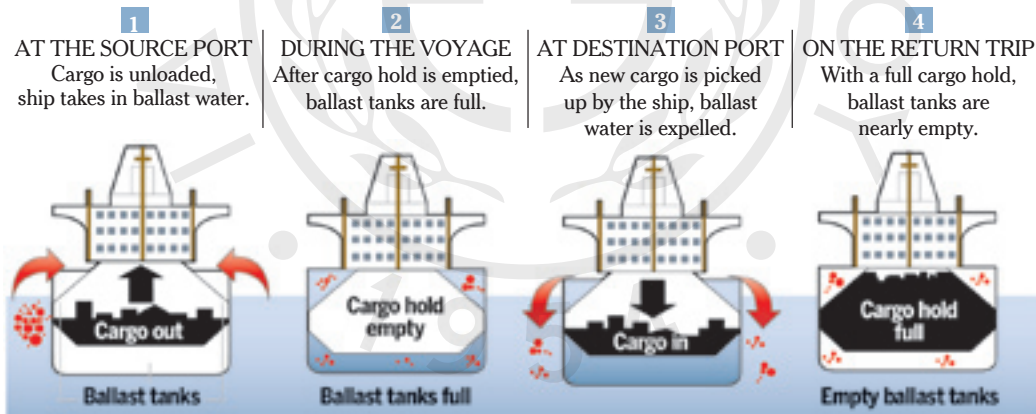 1
AT THE SOURCE PORT
Cargo is unloaded,
ship takes in ballast water.
2
DURING THE VOYAGE
After cargo hold is emptied,
ballast tanks are full.
3
AT DESTINATION PORT
As new cargo is picked
up by the ship, ballast
water is expelled.
4
ON THE RETURN TRIP
With a full cargo hold,
ballast tanks are
nearly empty.
Cargo out
Ballast tanks
Cargo hold
empty
Ballast tanks full
Cargo in
Cargo hold
full
Empty ballast tanks